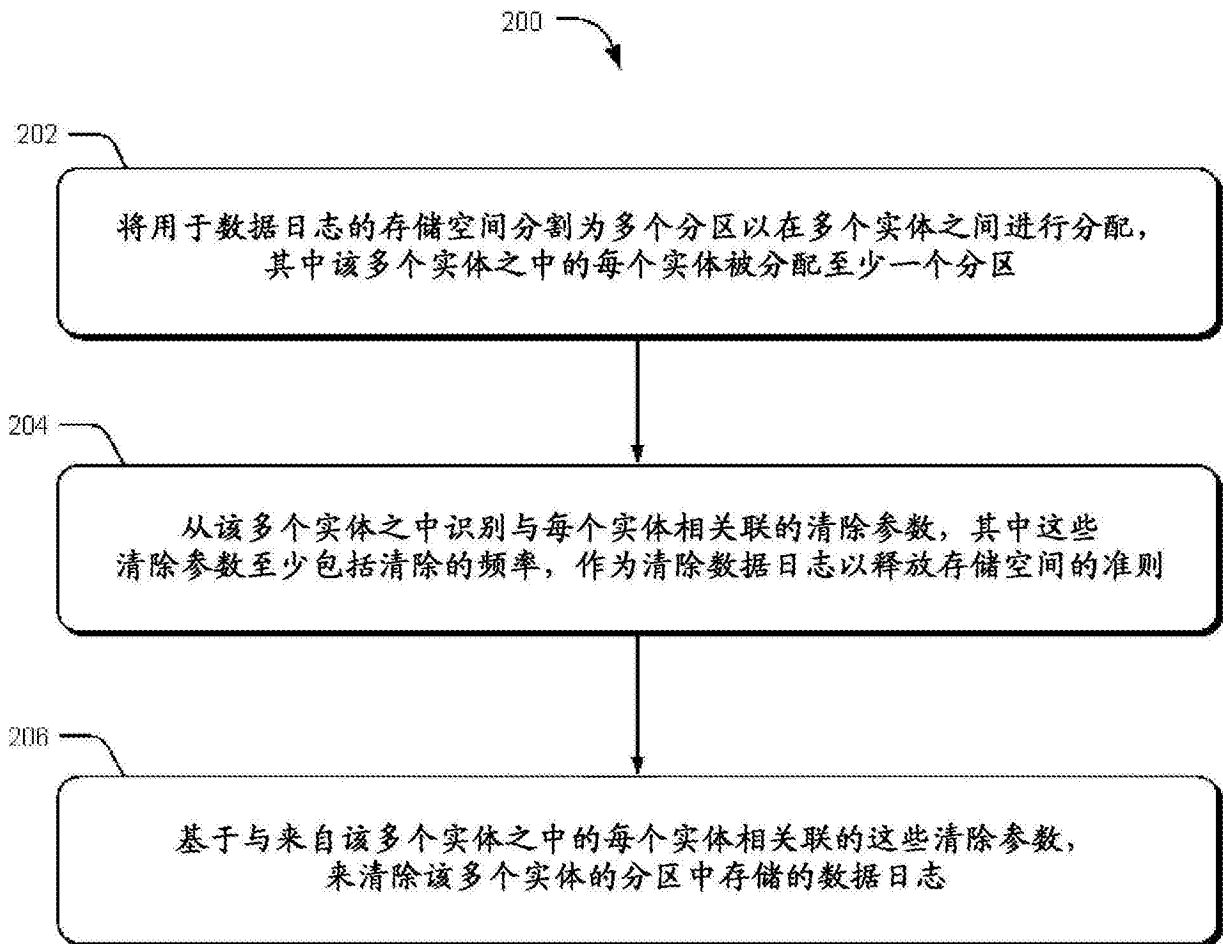 200
202
将用于数据日志的存储空间分割为多个分区以在多个实体之间进行分配，
其中该多个实体之中的每个实体被分配至少一个分区
204
从该多个实体之中识别与每个实体相关联的清除参数，其中这些
清除参数至少包括清除的频率，作为清除数据日志以释放存储空间的准则
206
基于与来自该多个实体之中的每个实体相关联的这些清除参数，
来清除该多个实体的分区中存储的数据日志